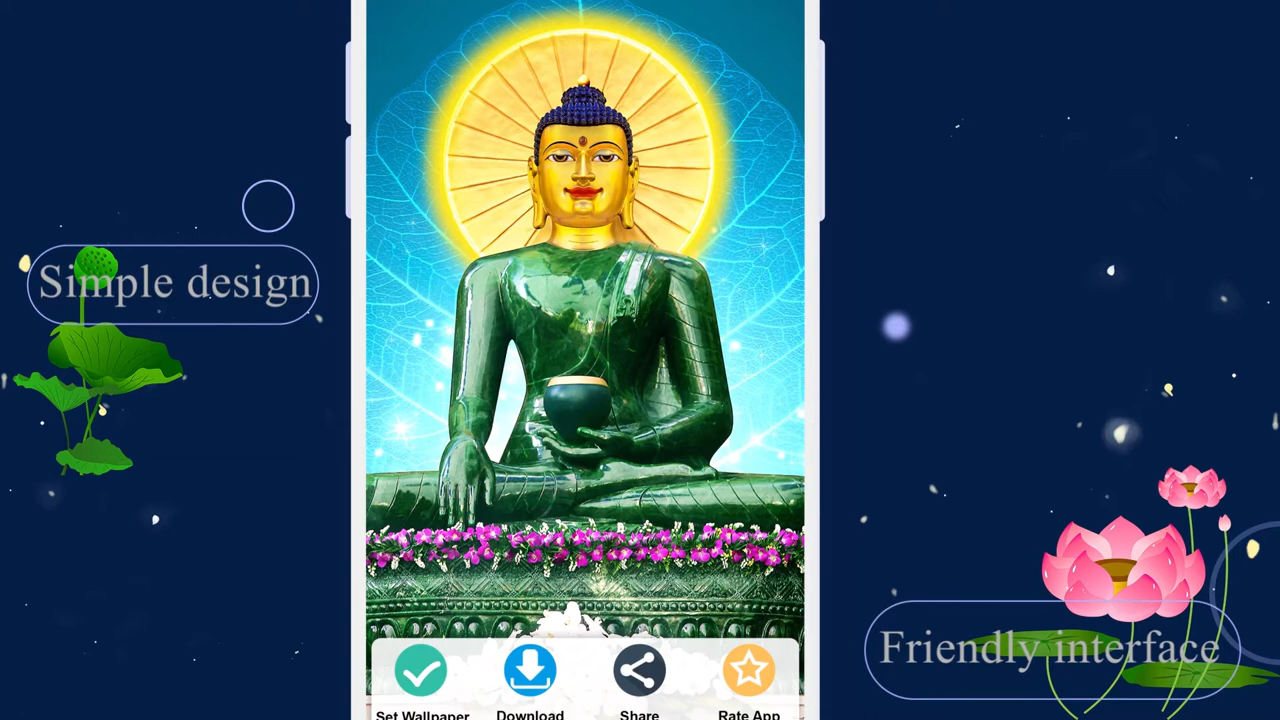 Simple design
Friendly interface
Set Wallpaper
Download
Share
Rate App